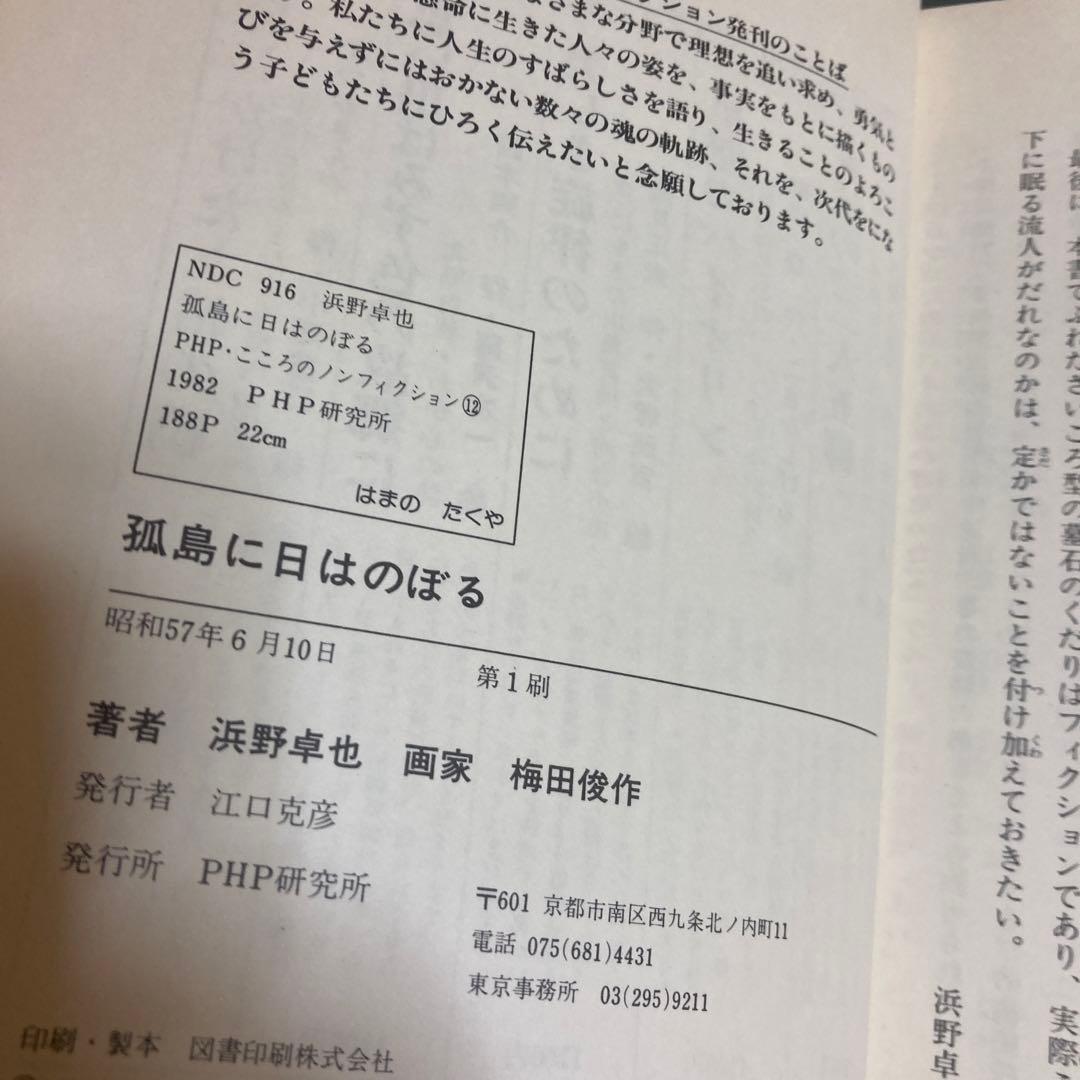 ション発刊のことば
まな分野で理想を追い求め、勇気と
命に生きた人々の姿を、事実をもとに描くもの
。私たちに人生のすばらしさを語り、生きることのよろこ
びを与えずにはおかない数々の魂の軌跡、それを、次代をにな
う子どもたちにひろく伝えたいと念願しております。
NDC 916 浜野卓也
孤島に日はのぼる
PHP・こころのノンフィクション⑫
1982 PHP研究所
188P 22cm
はまの たくや
孤島に日はのぼる
昭和57年6月10日 第1刷
著者 浜野卓也 画家 梅田俊作
発行者 江口克彦
発行所 PHP研究所
〒601 京都市南区西九条北ノ内町11
電話 075(681)4431
東京事務所 03(295)9211
印刷・製本 図書印刷株式会社
最後に、本書でふれたさいころ型の墓石のくだりはフィクションであり、実際
下に眠る流人がだれなのかは、定かではないことを付け加えておきたい。
浜野卓